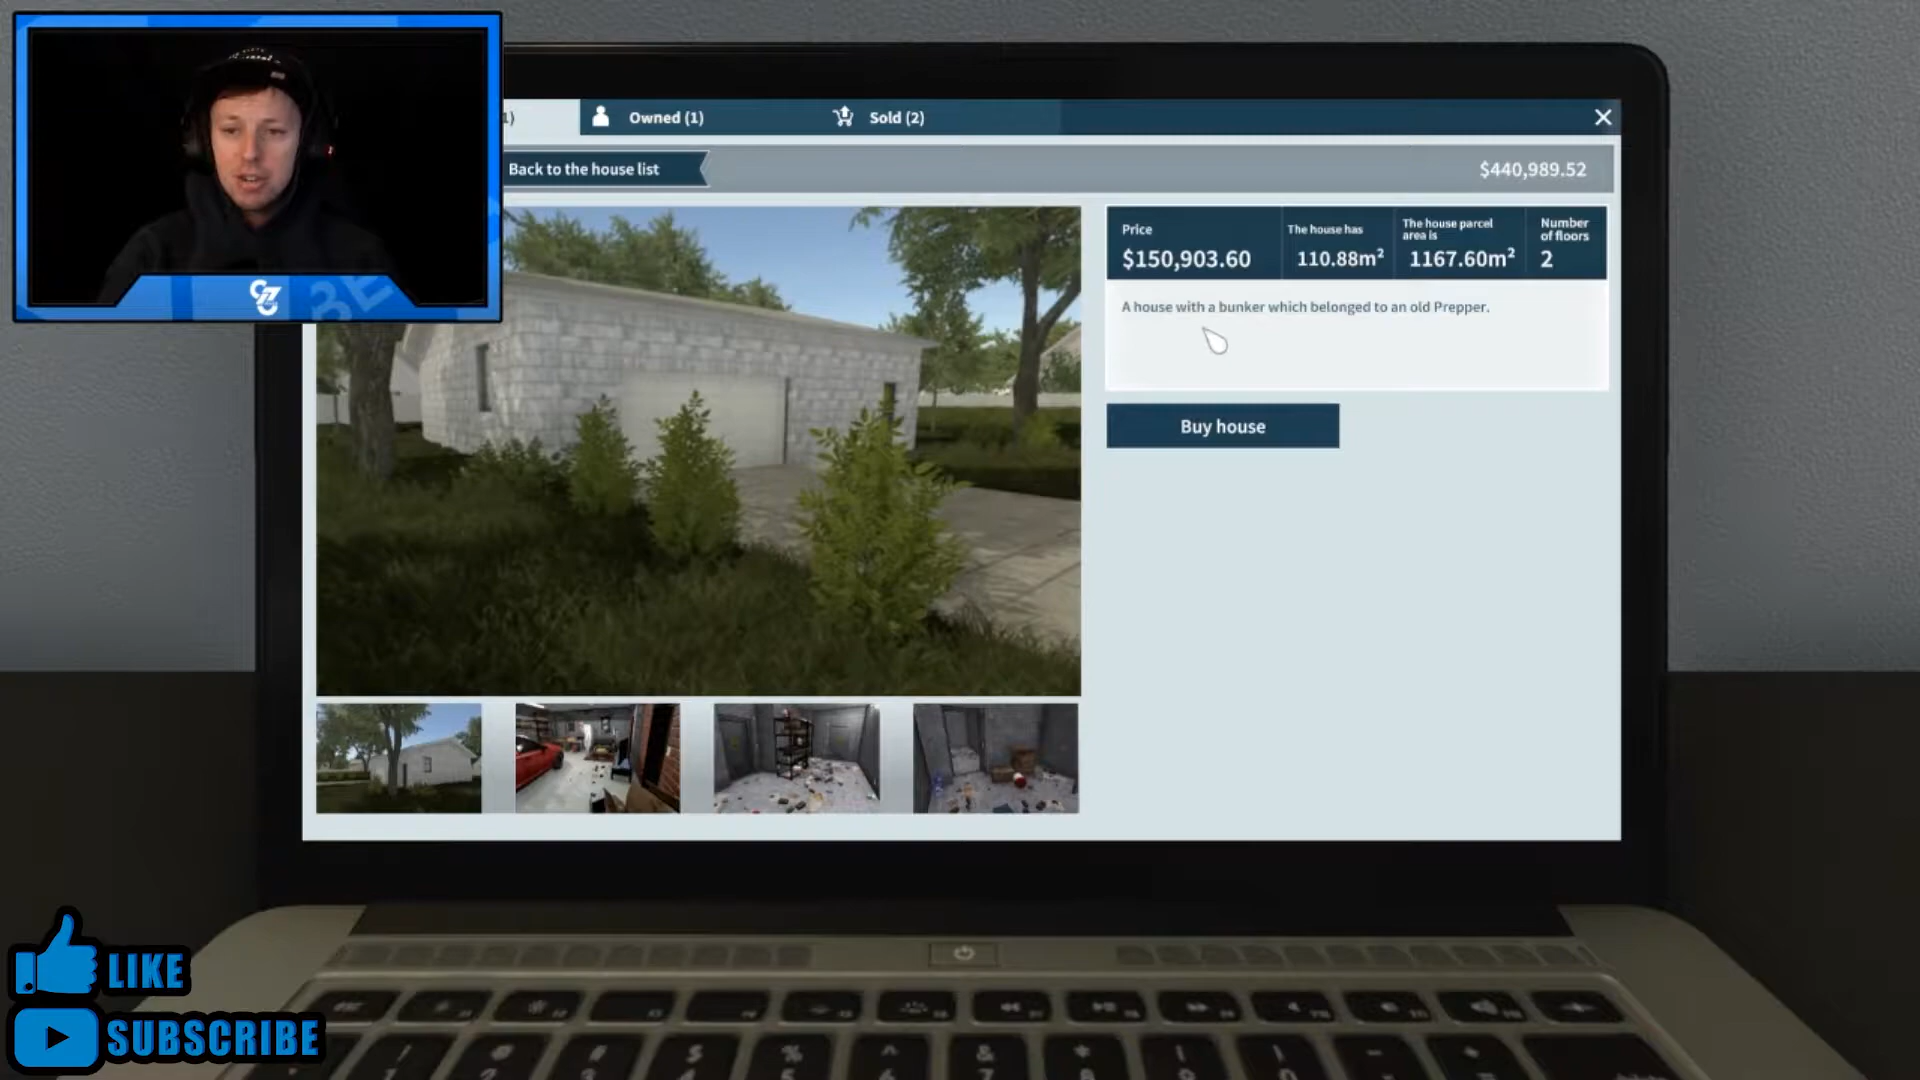 1)
Owned (1)
Sold (2)
Back to the house list
$440,989.52
Price
$150,903.60
The house has
110.88m²
The house parcel
area is
1167.60m²
Number
of floors
2
A house with a bunker which belonged to an old Prepper.
Buy house
LIKE
SUBSCRIBE